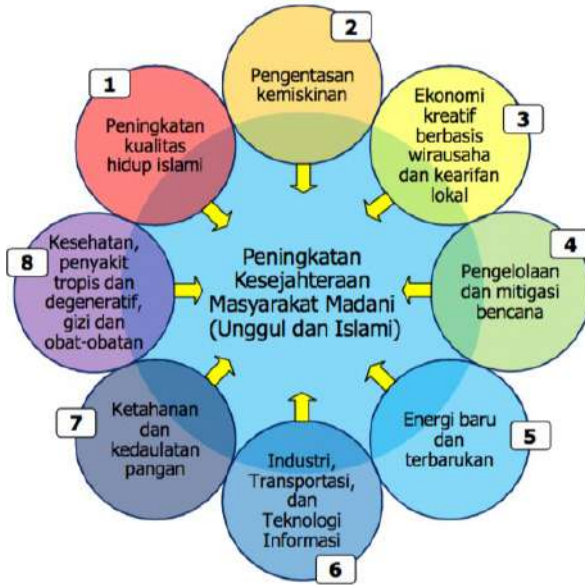 1
Peningkatan
kualitas
hidup islami
2
Pengentasan
kemiskinan
3
Ekonomi
kreatif
berbasis
wirausaha
dan kearifan
lokal
4
Pengelolaan
dan mitigasi
bencana
5
Energi baru
dan
terbarukan
6
Industri,
Transportasi,
dan
Teknologi
Informasi
7
Ketahanan
dan
kedaulatan
pangan
8
Kesehatan,
penyakit
tropis dan
degeneratif,
gizi dan
obat-obatan
Peningkatan
Kesejahteraan
Masyarakat Madani
(Unggul dan Islami)